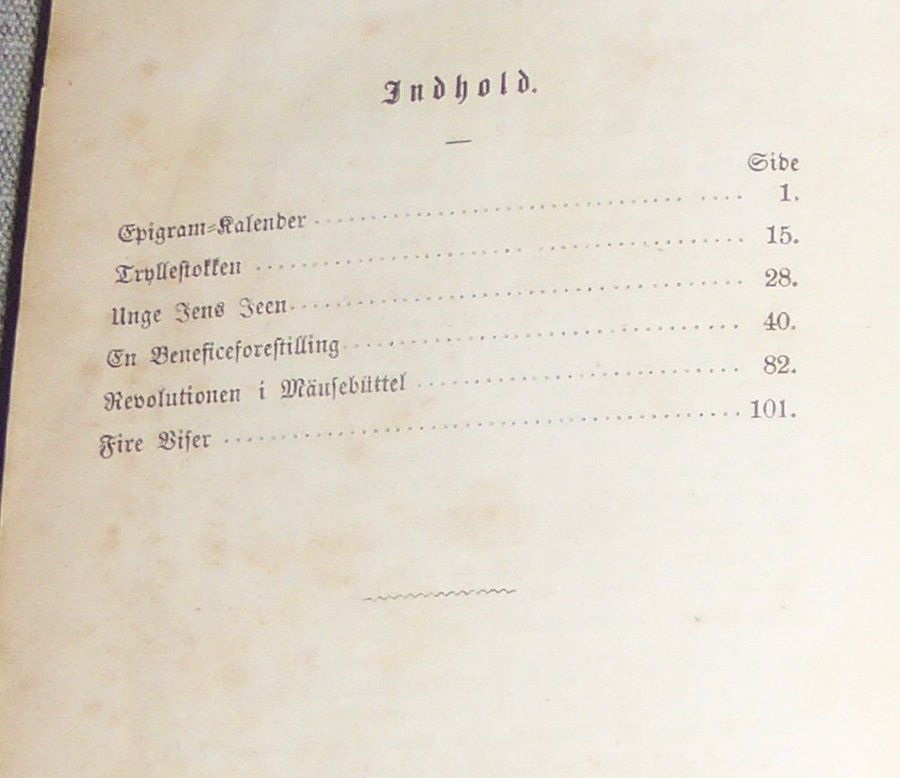 Indhold.
Side
Epigram-Kalender ........ 1.
Tryllestokken ........ 15.
Unge Jens Jeen ........ 28.
En Beneficeforestilling ........ 40.
Revolutionen i Mäusebüttel ........ 82.
Fire Viser ........ 101.